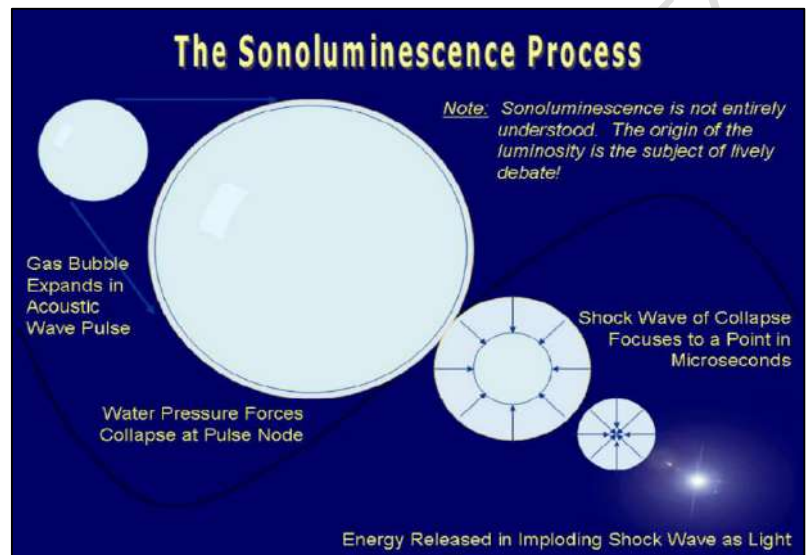 The Sonoluminescence Process
Note: Sonoluminescence is not entirely
understood. The origin of the
luminosity is the subject of lively
debate!
Gas Bubble
Expands in
Acoustic
Wave Pulse
Shock Wave of Collapse
Focuses to a Point in
Microseconds
Water Pressure Forces
Collapse at Pulse Node
Energy Released in Imploding Shock Wave as Light